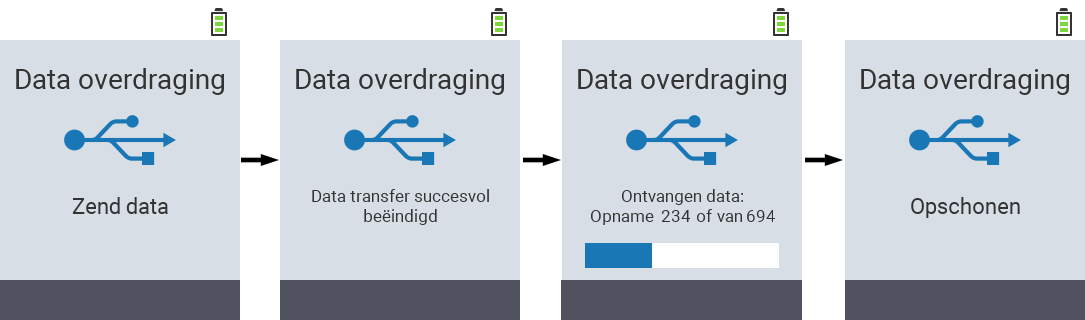 Data overdraging
Zend data
Data overdraging
Data transfer succesvol
beëindigd
Data overdraging
Ontvangen data:
Opname 234 of van 694
Data overdraging
Opschonen